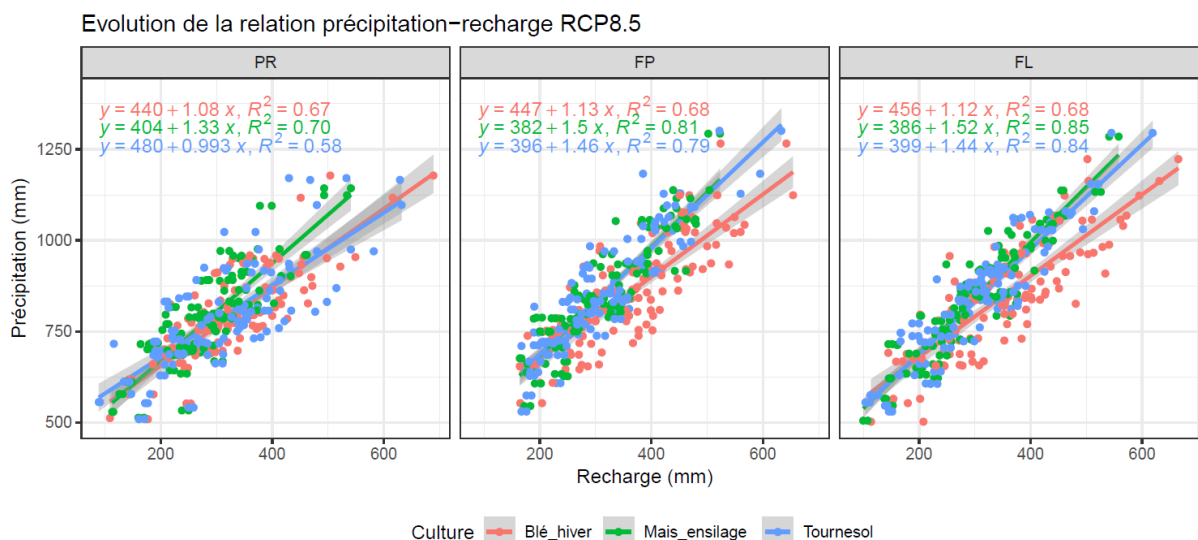 Evolution de la relation précipitation−recharge RCP8.5
PR
FP
FL
y = 440 + 1.08 x, R² = 0.67
y = 404 + 1.33 x, R² = 0.70
y = 480 + 0.993 x, R² = 0.58
y = 447 + 1.13 x, R² = 0.68
y = 382 + 1.5 x, R² = 0.81
y = 396 + 1.46 x, R² = 0.79
y = 456 + 1.12 x, R² = 0.68
y = 386 + 1.52 x, R² = 0.85
y = 399 + 1.44 x, R² = 0.84
Précipitation (mm)
1250
1000
750
500
200 400 600
200 400 600
200 400 600
Recharge (mm)
Culture Blé_hiver Mais_ensilage Tournesol